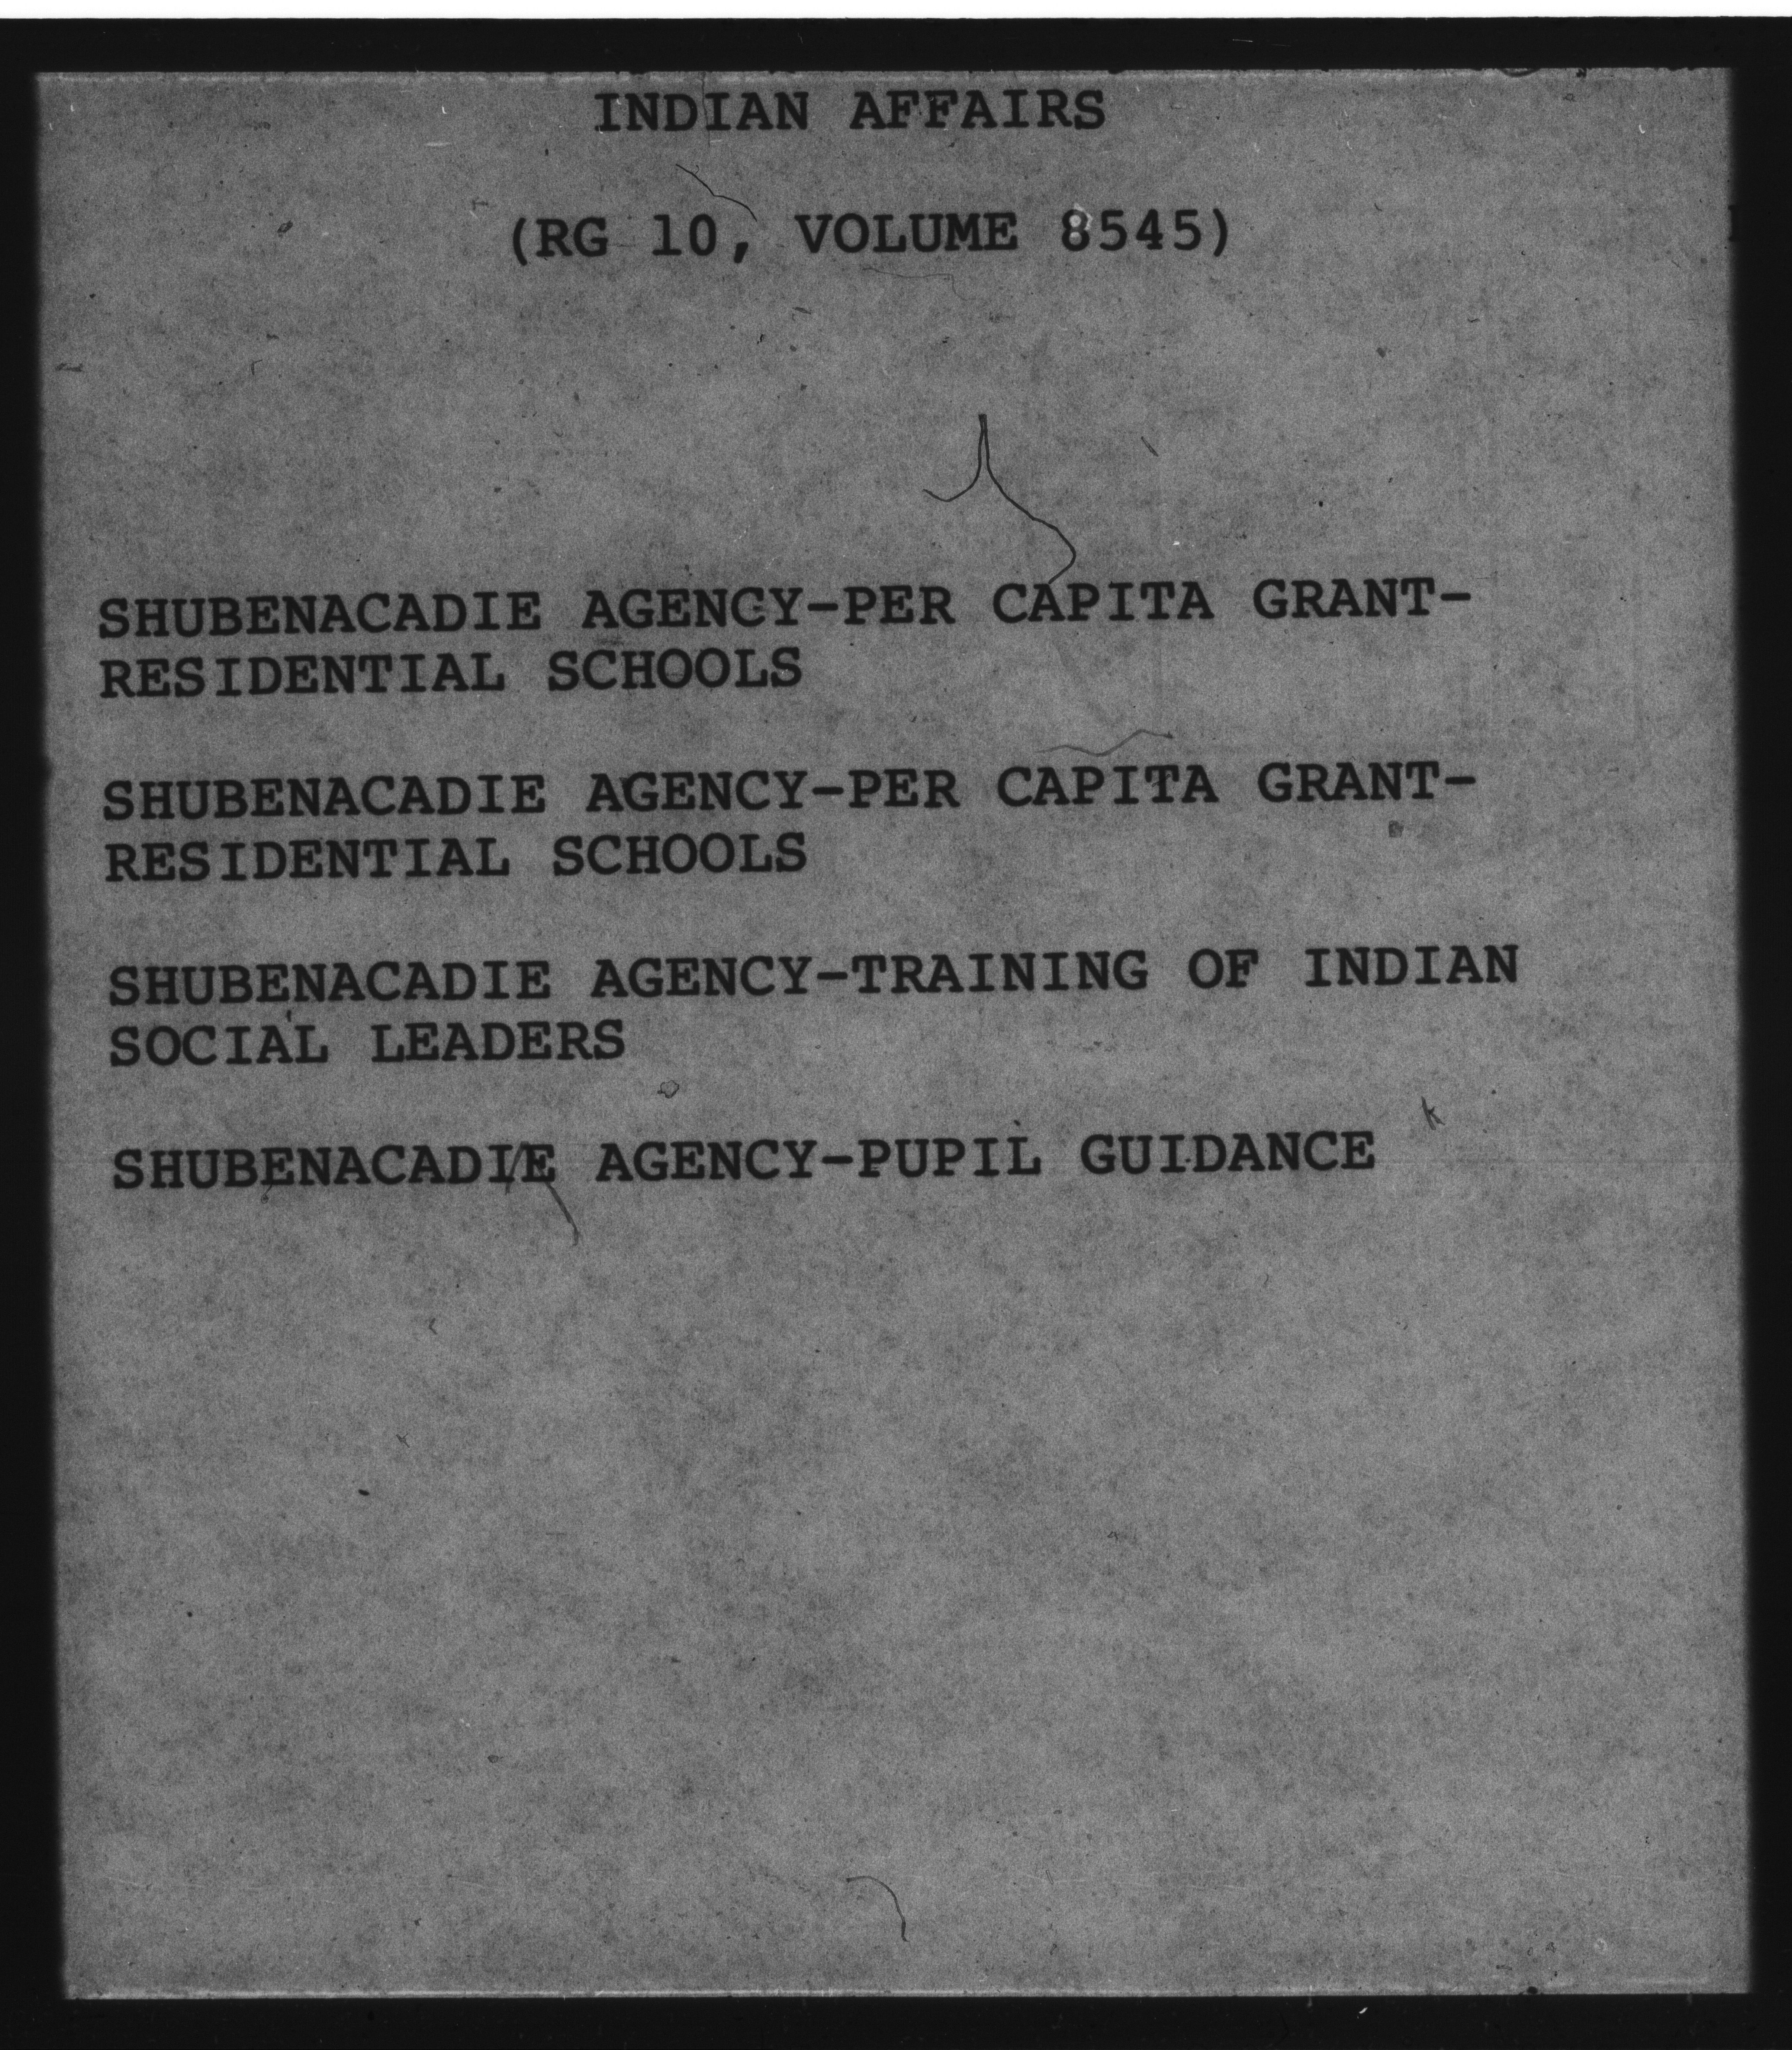 INDIAN AFFAIRS
(RG 10, VOLUME 8545)
SHUBENACADIE AGENCY-PER CAPITA GRANT-
RESIDENTIAL SCHOOLS
SHUBENACADIE AGENCY-PER CAPITA GRANT-
RESIDENTIAL SCHOOLS
SHUBENACADIE AGENCY-TRAINING OF INDIAN
SOCIAL LEADERS
SHUBENACADIE AGENCY-PUPIL GUIDANCE